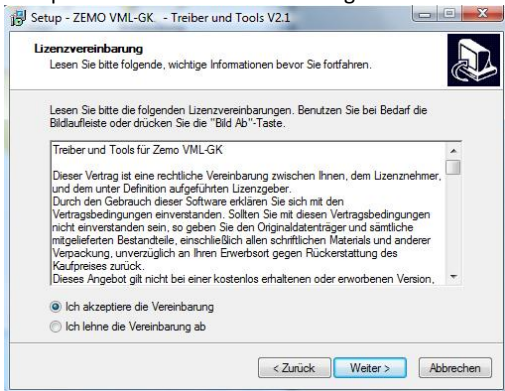 Setup - ZEMO VML-GK - Treiber und Tools V2.1
Lizenzvereinbarung
Lesen Sie bitte folgende, wichtige Informationen bevor Sie fortfahren.
Lesen Sie bitte die folgenden Lizenzvereinbarungen. Benutzen Sie bei Bedarf die
Bildlaufleiste oder drücken Sie die "Bild Ab"-Taste.
Treiber und Tools für Zemo VML-GK
Dieser Vertrag ist eine rechtliche Vereinbarung zwischen Ihnen, dem Lizenznehmer,
und dem unter Definition aufgeführten Lizenzgeber.
Durch den Gebrauch dieser Software erklären Sie sich mit den
Vertragsbedingungen einverstanden. Sollten Sie mit diesen Vertragsbedingungen
nicht einverstanden sein, so geben Sie den Originaldatenträger und sämtliche
mitgelieferten Bestandteile, einschließlich allen schriftlichen Materials und anderer
Verpackung, unverzüglich an Ihren Erwerbsort gegen Rückerstattung des
Kaufpreises zurück.
Dieses Angebot gilt nicht bei einer kostenlos erhaltenen oder erworbenen Version,
Ich akzeptiere die Vereinbarung
Ich lehne die Vereinbarung ab
< Zurück Weiter > Abbrechen